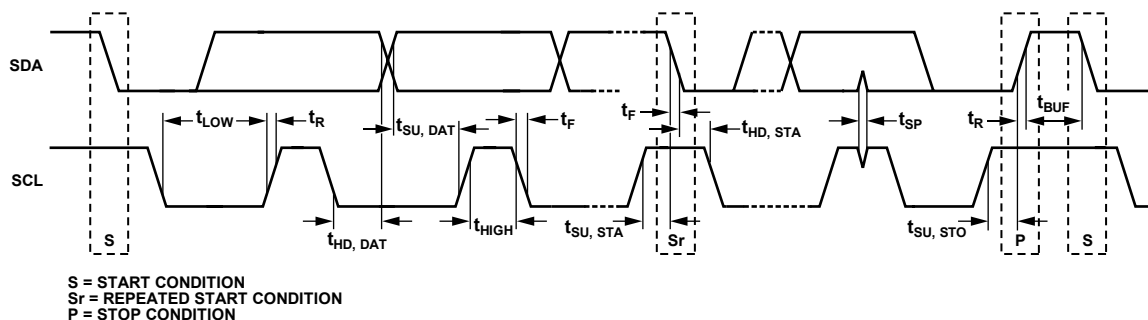 SDA
tLOW
tR
tSU, DAT
tF
tF
tHD, STA
tSP
tR
tBUF
SCL
S
tHD, DAT
tHIGH
tSU, STA
Sr
tSU, STO
P
S
S = START CONDITION
Sr = REPEATED START CONDITION
P = STOP CONDITION